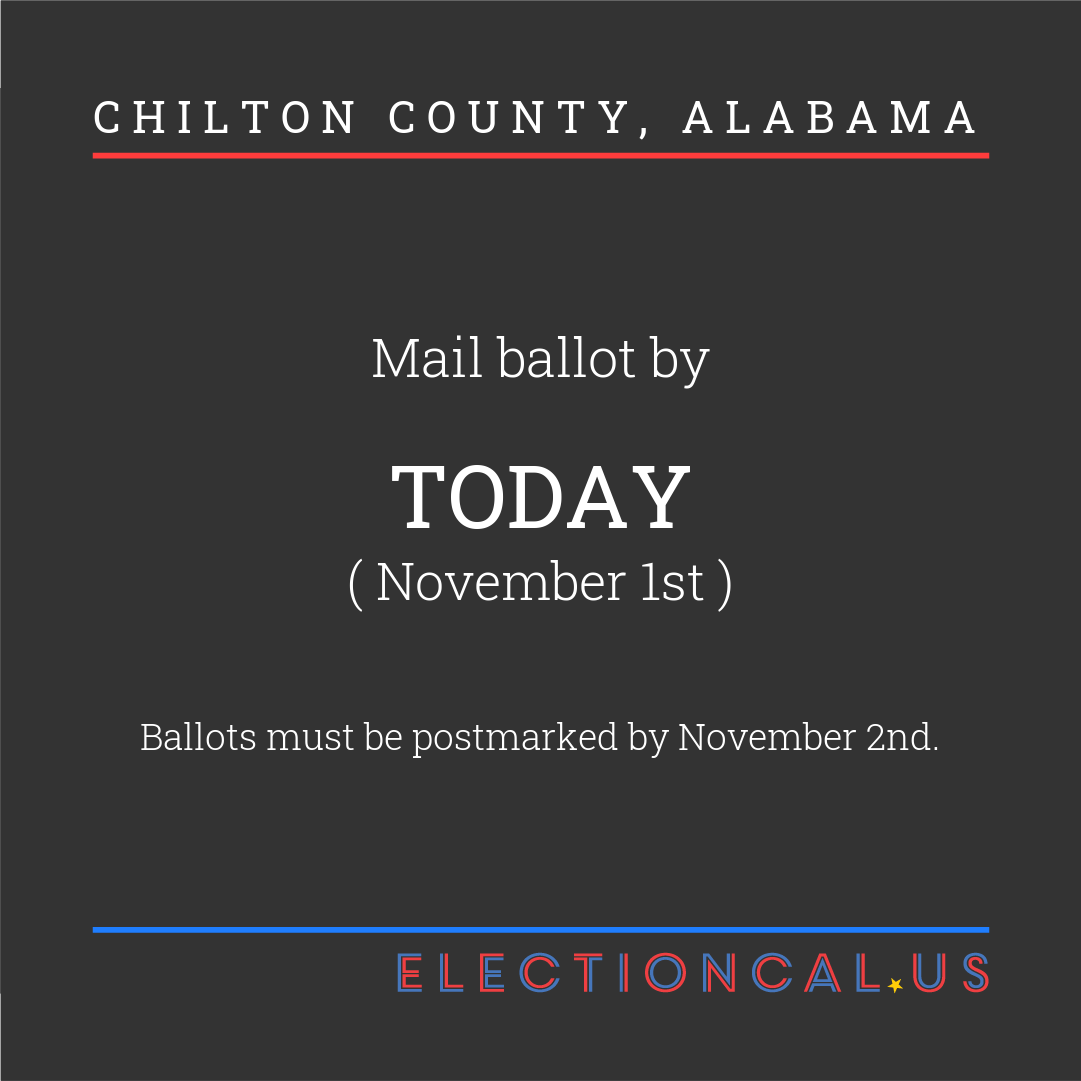 CHILTON COUNTY, ALABAMA
Mail ballot by
TODAY
( November 1st )
Ballots must be postmarked by November 2nd.
ELECTIONCAL.US